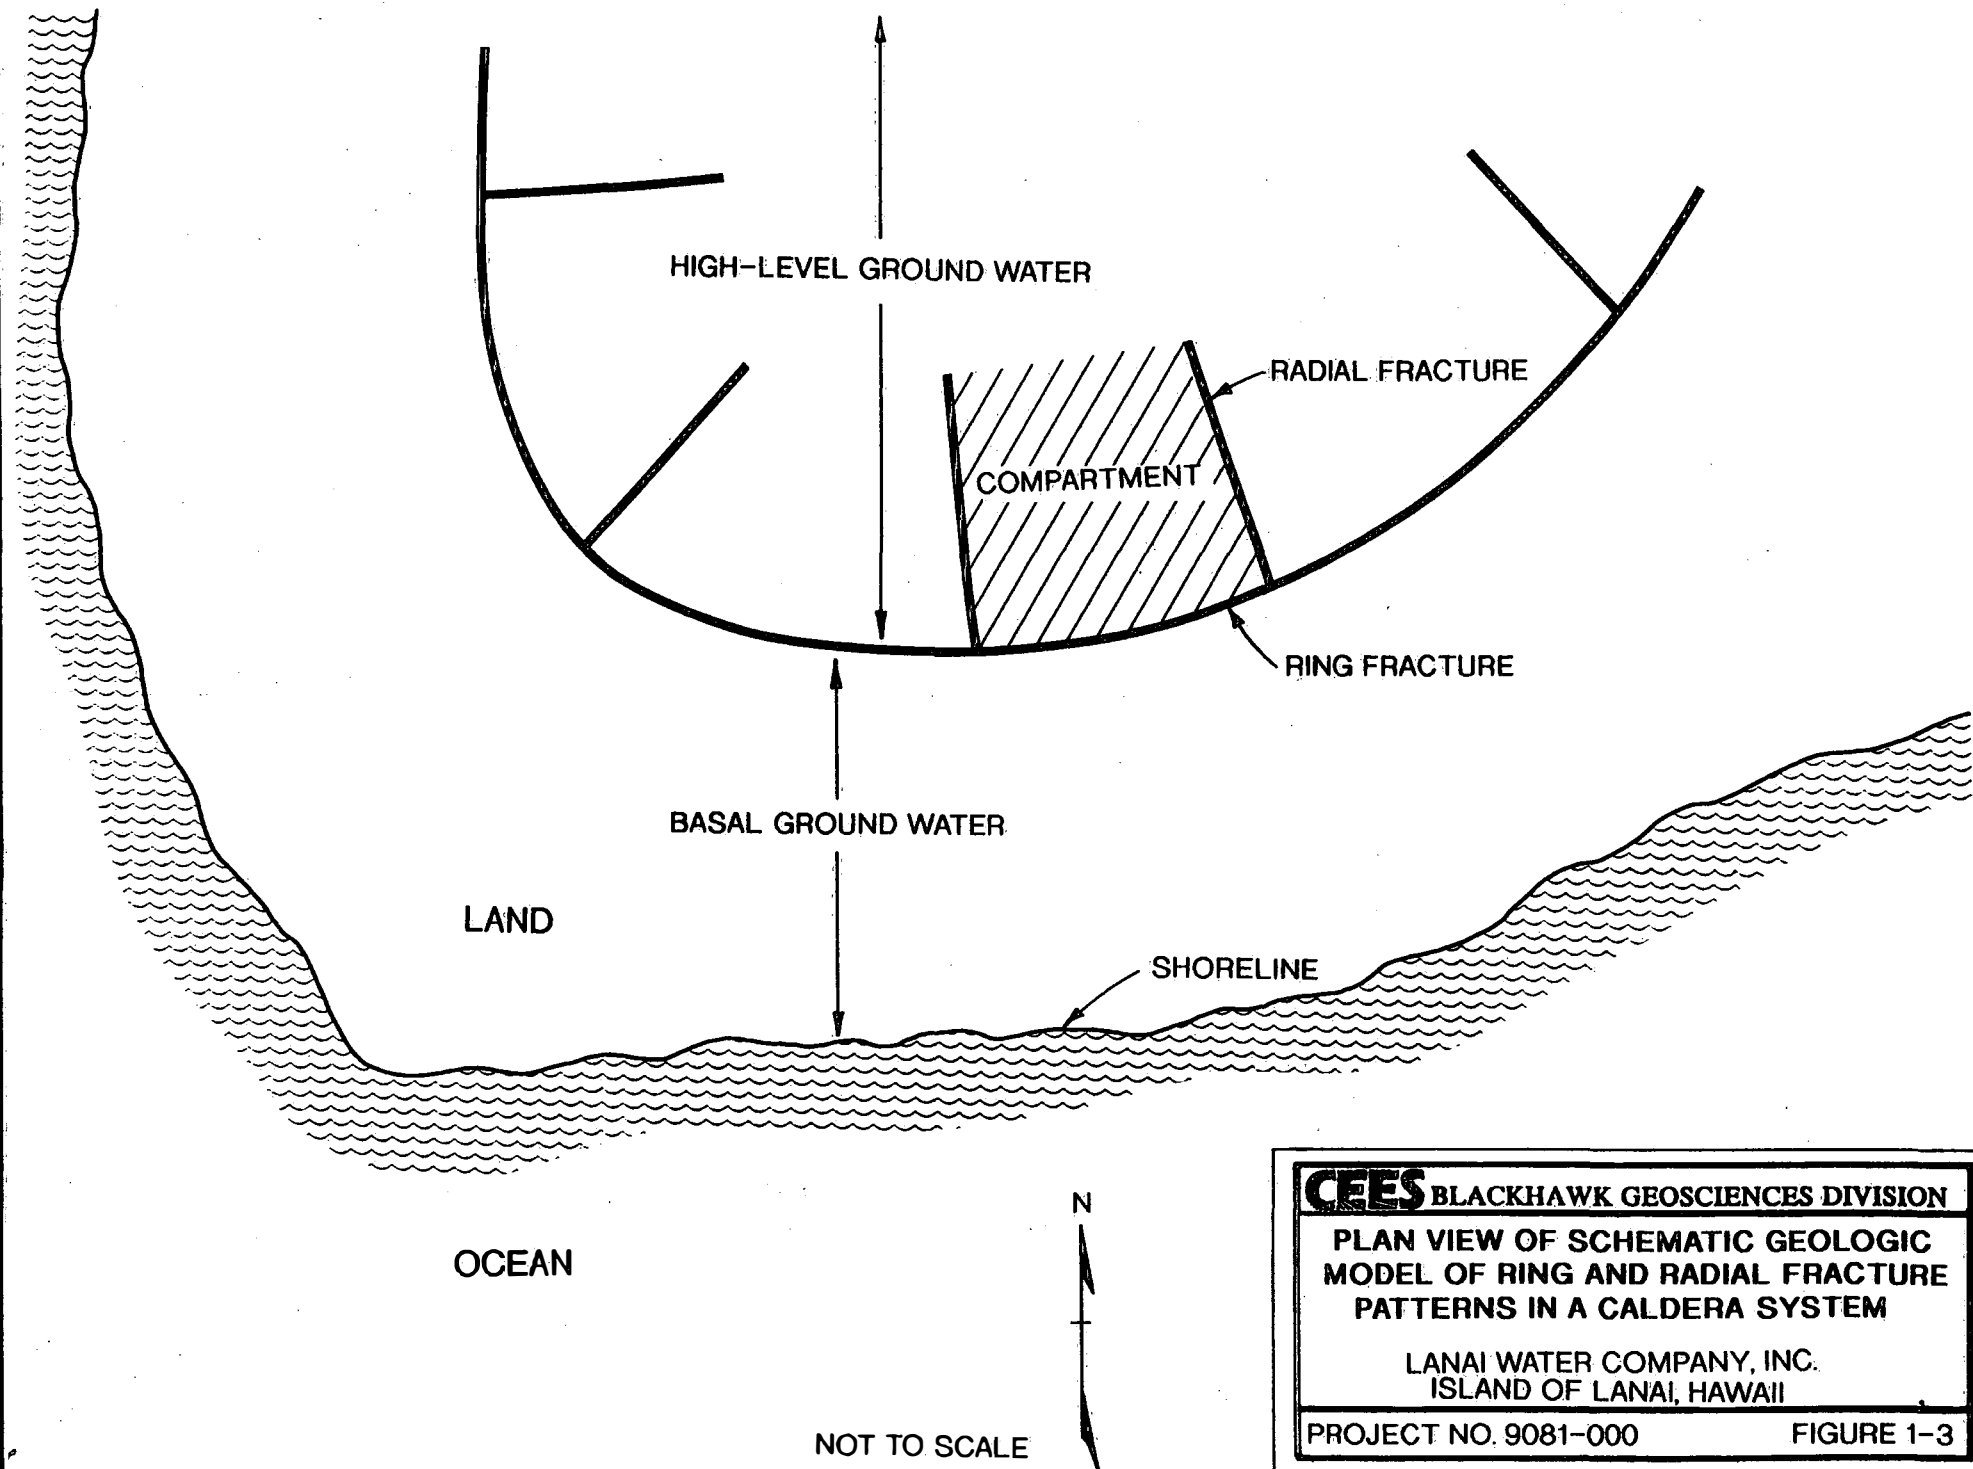 HIGH-LEVEL GROUND WATER
RADIAL FRACTURE
COMPARTMENT
RING FRACTURE
BASAL GROUND WATER
LAND
SHORELINE
OCEAN
N
NOT TO SCALE
CEES BLACKHAWK GEOSCIENCES DIVISION
PLAN VIEW OF SCHEMATIC GEOLOGIC
MODEL OF RING AND RADIAL FRACTURE
PATTERNS IN A CALDERA SYSTEM
LANAI WATER COMPANY, INC.
ISLAND OF LANAI, HAWAII
PROJECT NO. 9081-000 FIGURE 1-3